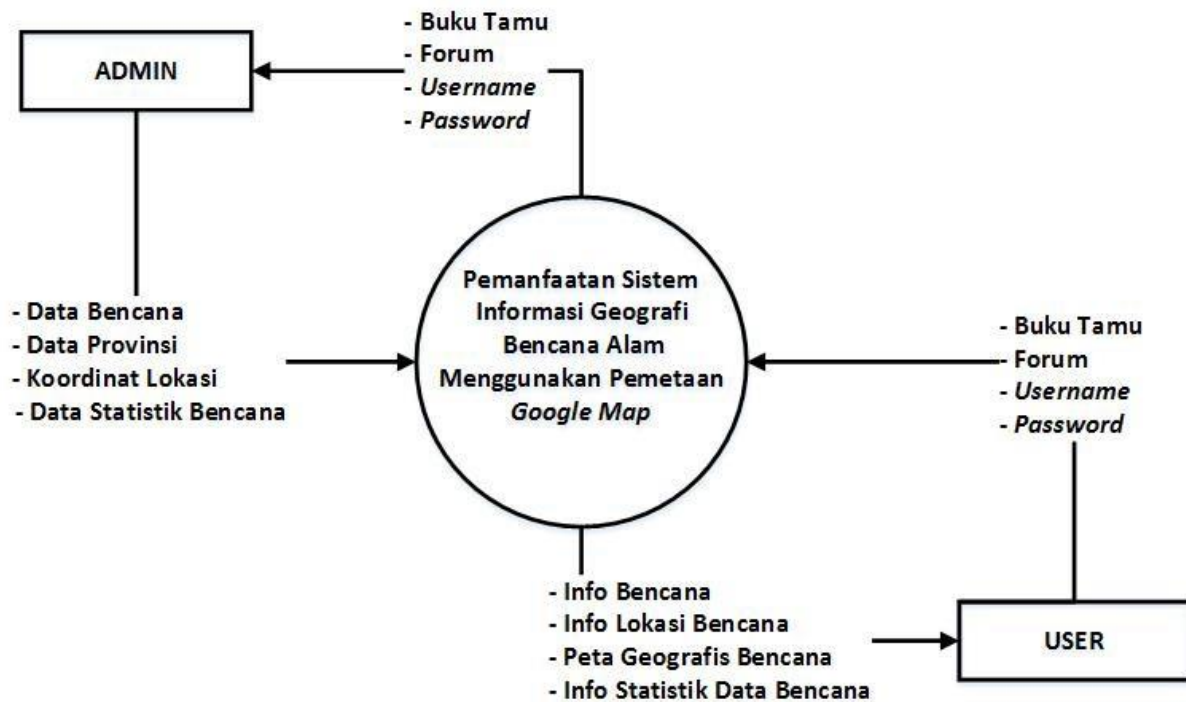 ADMIN
- Buku Tamu
- Forum
- Username
- Password
Pemanfaatan Sistem
Informasi Geografi
Bencana Alam
Menggunakan Pemetaan
Google Map
- Data Bencana
- Data Provinsi
- Koordinat Lokasi
- Data Statistik Bencana
- Buku Tamu
- Forum
- Username
- Password
- Info Bencana
- Info Lokasi Bencana
- Peta Geografis Bencana
- Info Statistik Data Bencana
USER